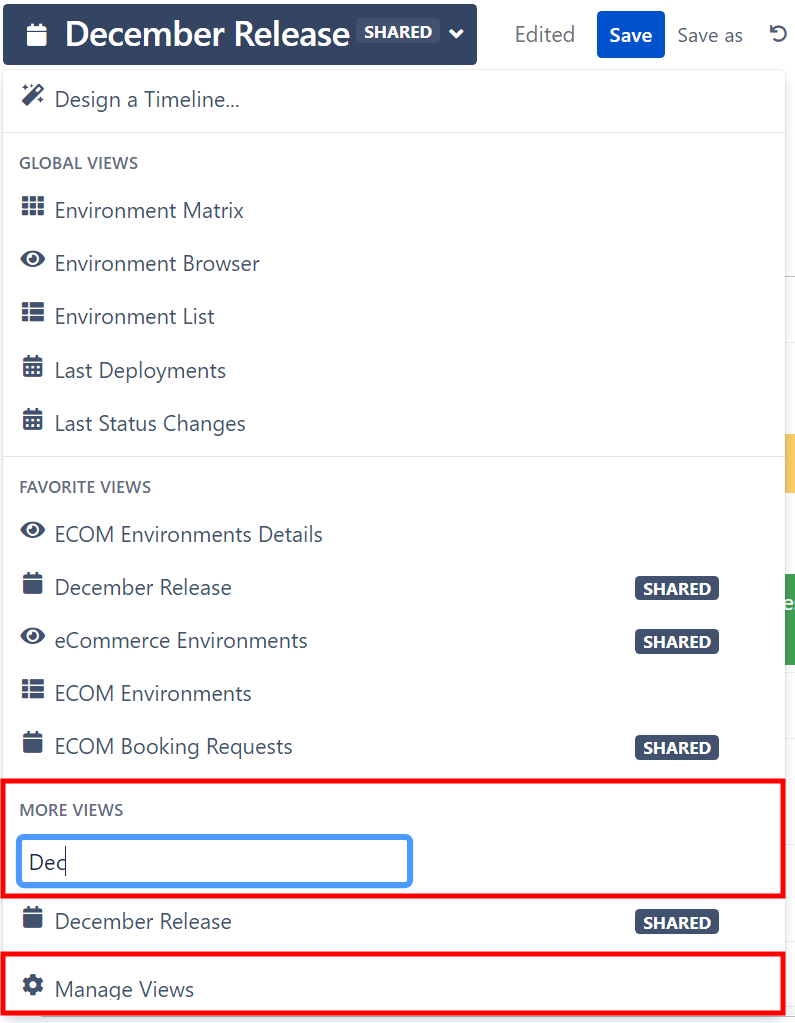 December Release SHARED Edited Save Save as
Design a Timeline...
GLOBAL VIEWS
Environment Matrix
Environment Browser
Environment List
Last Deployments
Last Status Changes
FAVORITE VIEWS
ECOM Environments Details
December Release SHARED
eCommerce Environments SHARED
ECOM Environments
ECOM Booking Requests SHARED
MORE VIEWS
Dec
December Release SHARED
Manage Views